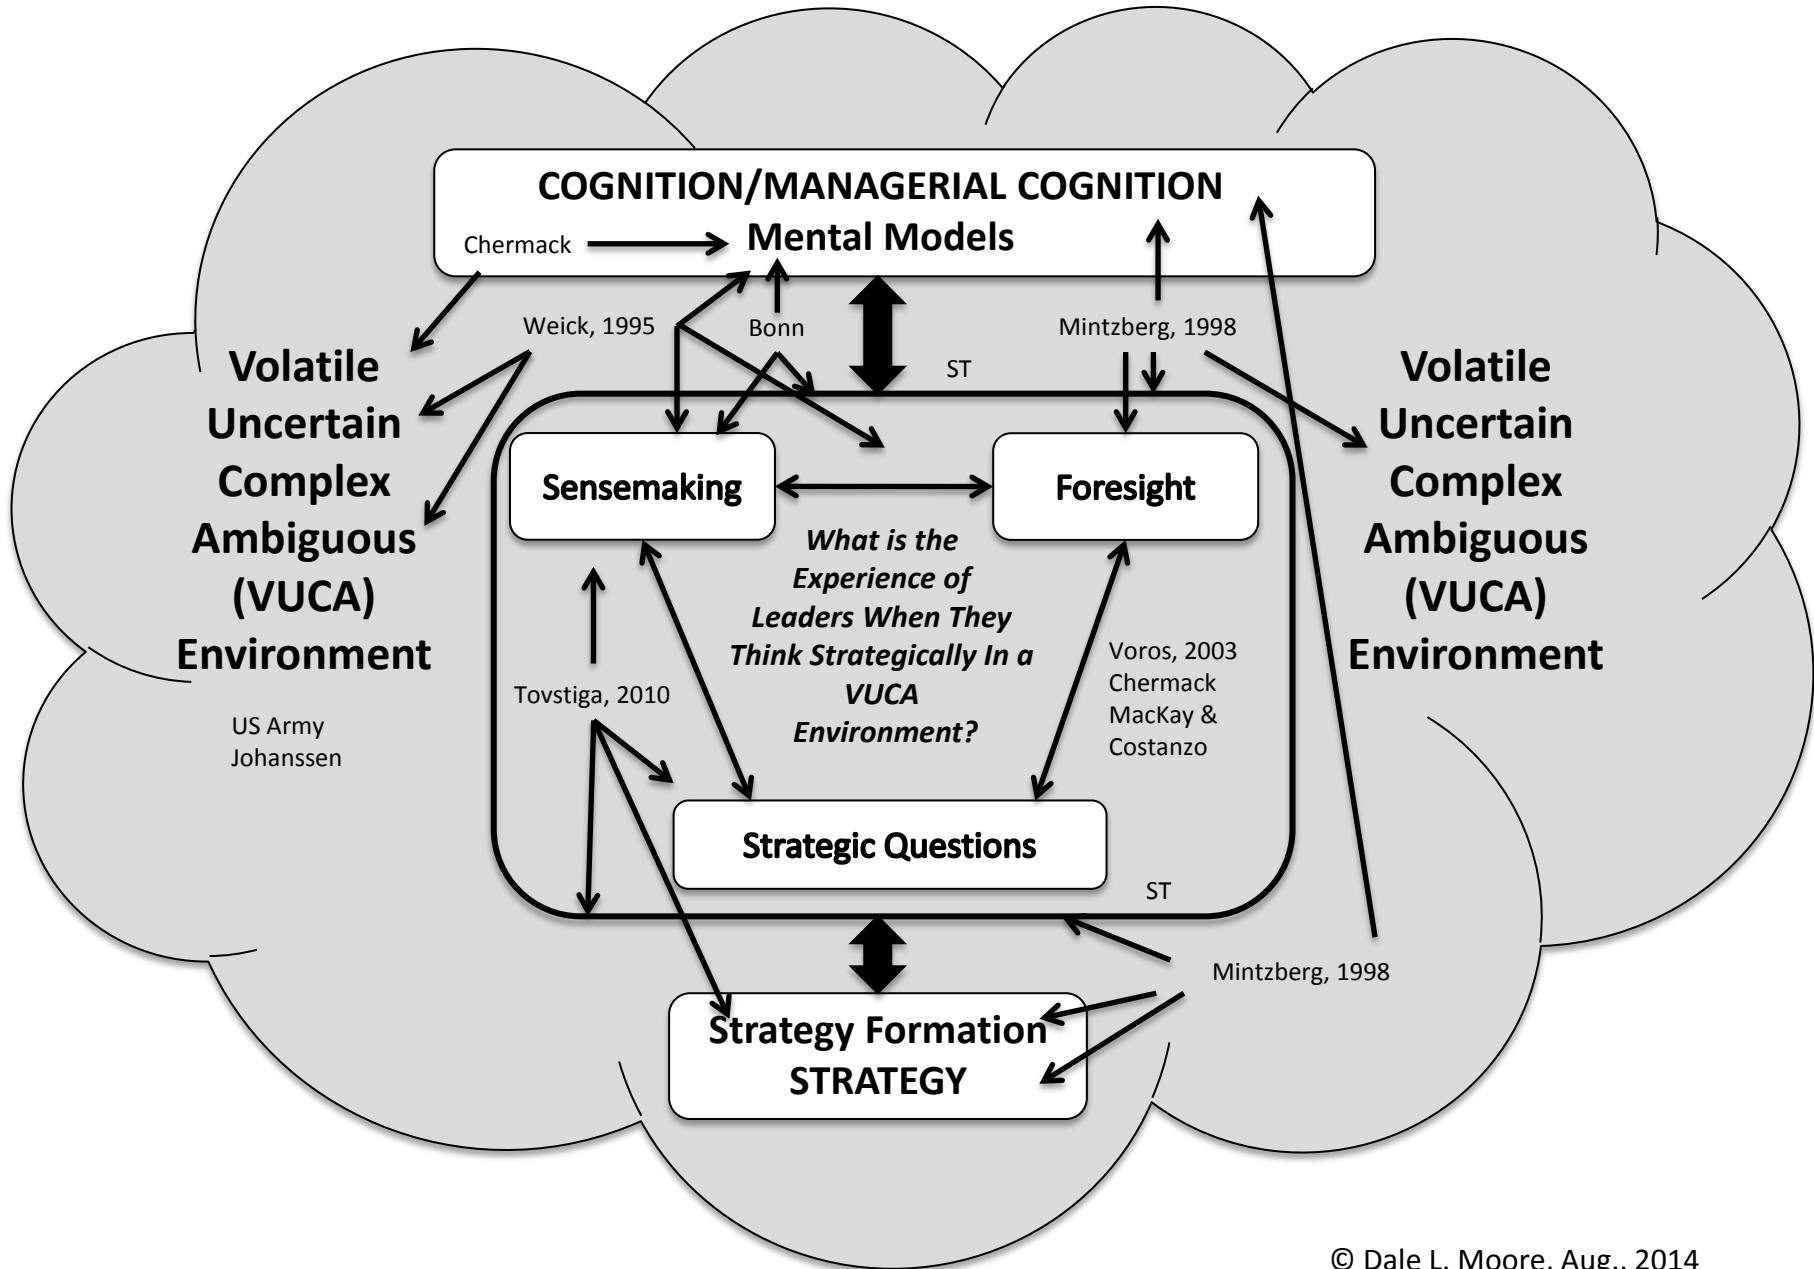 COGNITION/MANAGERIAL COGNITION
Mental Models
Chermack
Weick, 1995
Bonn
Mintzberg, 1998
ST
Volatile
Uncertain
Complex
Ambiguous
(VUCA)
Environment
US Army
Johanssen
Sensemaking
Foresight
What is the
Experience of
Leaders When They
Think Strategically In a
VUCA
Environment?
Tovstiga, 2010
Voros, 2003
Chermack
MacKay &
Costanzo
Strategic Questions
ST
Volatile
Uncertain
Complex
Ambiguous
(VUCA)
Environment
Mintzberg, 1998
Strategy Formation
STRATEGY
© Dale L. Moore, Aug., 2014